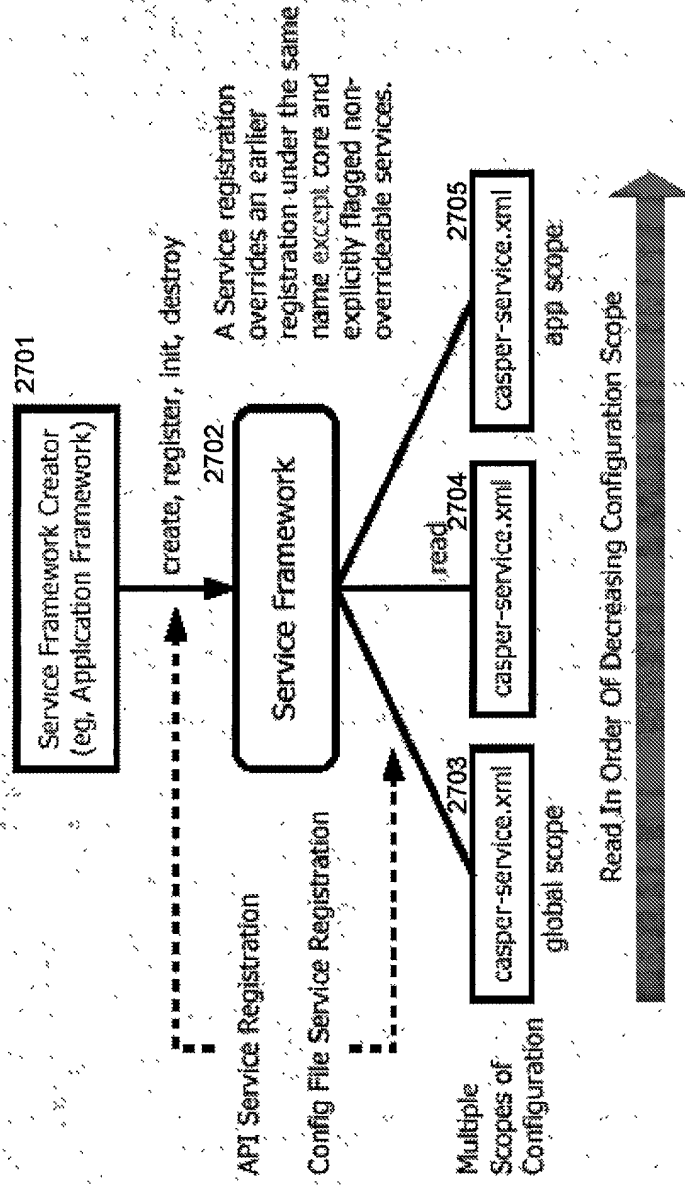 2701
Service Framework Creator
(eg, Application Framework)
create, register, init, destroy
2702
Service Framework
A Service registration
overrides an earlier
registration under the same
name except core and
explicitly flagged non-
overrideable services.
API Service Registration
Config File Service Registration
read
2703
casper-service.xml
global scope
2704
casper-service.xml
2705
casper-service.xml
app scope
Multiple
Scopes of
Configuration
Read In Order Of Decreasing Configuration Scope